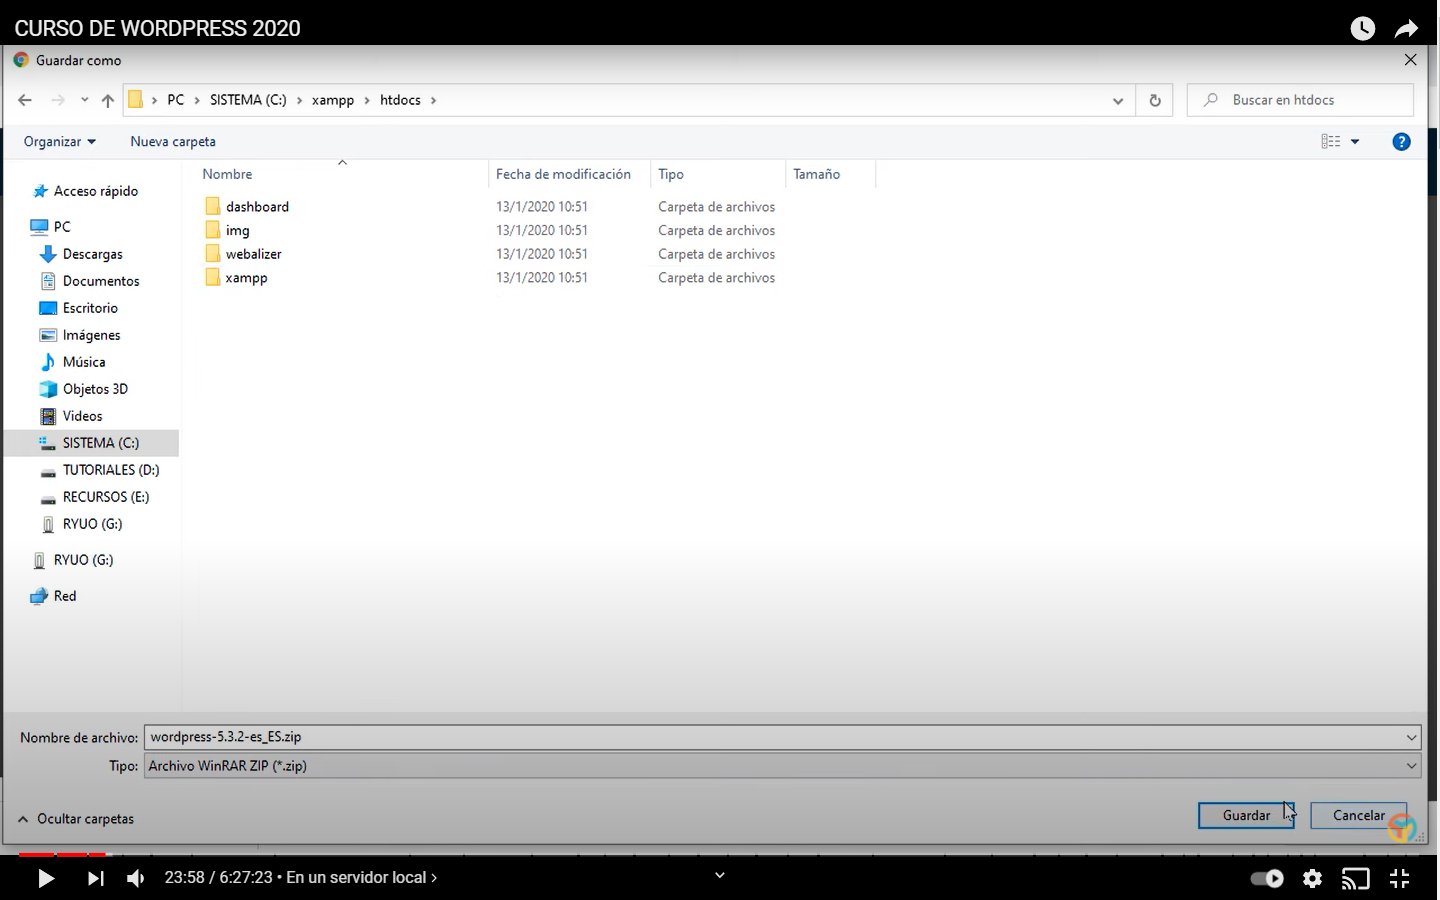 CURSO DE WORDPRESS 2020
Guardar como
PC > SISTEMA (C:) > xampp > htdocs >
Buscar en htdocs
Organizar
Nueva carpeta
Nombre
Fecha de modificación
Tipo
Tamaño
Acceso rápido
PC
Descargas
Documentos
Escritorio
Imágenes
Música
Objetos 3D
Videos
SISTEMA (C:)
TUTORIALES (D:)
RECURSOS (E:)
RYUO (G:)
RYUO (G:)
Red
dashboard 13/1/2020 10:51 Carpeta de archivos
img 13/1/2020 10:51 Carpeta de archivos
webalizer 13/1/2020 10:51 Carpeta de archivos
xampp 13/1/2020 10:51 Carpeta de archivos
Nombre de archivo: wordpress-5.3.2-es_ES.zip
Tipo: Archivo WinRAR ZIP (*.zip)
Ocultar carpetas
Guardar
Cancelar
23:58 / 6:27:23 • En un servidor local >